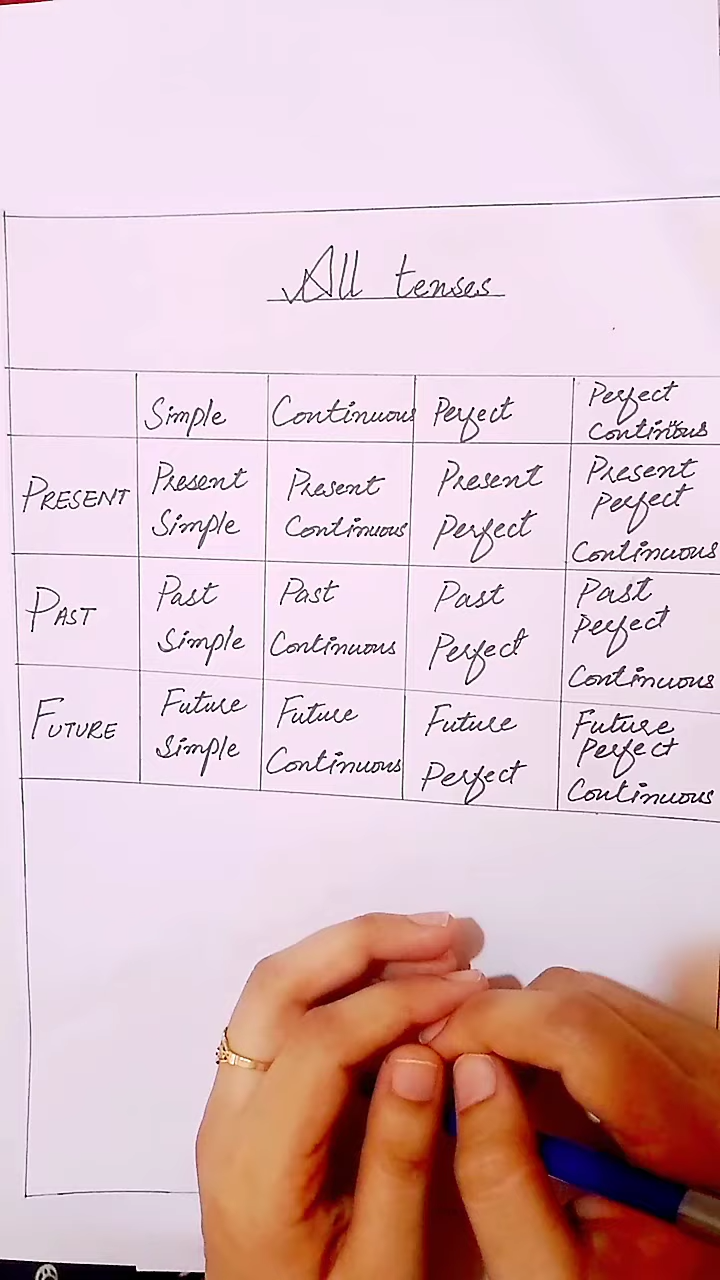 All tenses
Simple Continuous Perfect Perfect
Continuous
PRESENT Present Simple Present Continuous Present Perfect Present Perfect Continuous
PAST Past Simple Past Continuous Past Perfect Past Perfect Continuous
FUTURE Future Simple Future Continuous Future Perfect Future Perfect Continuous